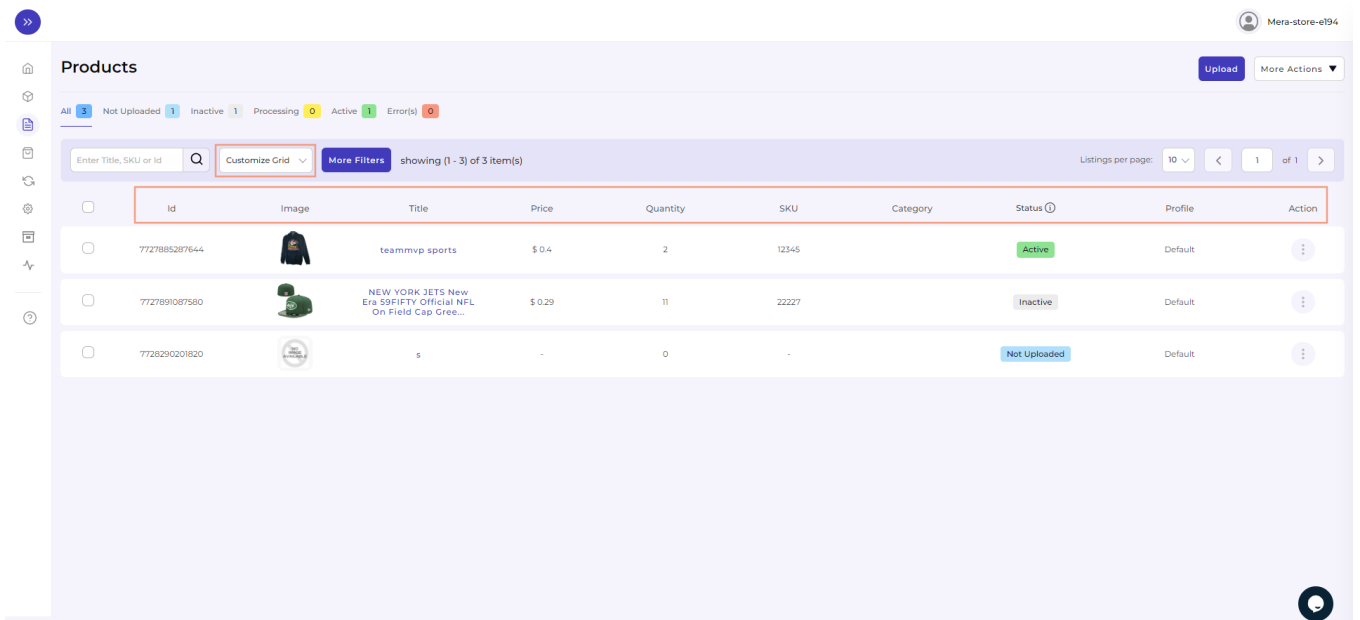 Mera-store-e194
Products
Upload
More Actions
All 3 Not Uploaded 1 Inactive 1 Processing 0 Active 1 Error(s) 0
Enter Title, SKU or Id Customize Grid More Filters showing (1 - 3) of 3 item(s) Listings per page: 10 1 of 1
Id Image Title Price Quantity SKU Category Status Profile Action
7727885287644 teammvp sports $ 0.4 2 12345 Active Default
NEW YORK JETS New
7727891087580 Era 59FIFTY Official NFL $ 0.29 11 22227 Inactive Default
On Field Cap Gree...
7728290201820 NO IMAGE AVAILABLE s - 0 - Not Uploaded Default